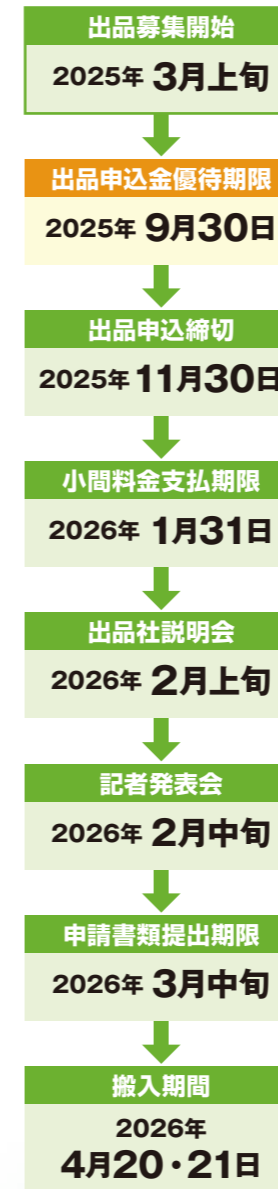 出品募集開始
2025年 3月上旬
出品申込金優待期限
2025年 9月30日
出品申込締切
2025年 11月30日
小間料金支払期限
2026年 1月31日
出品社説明会
2026年 2月上旬
記者発表会
2026年 2月中旬
申請書類提出期限
2026年 3月中旬
搬入期間
2026年
4月20・21日